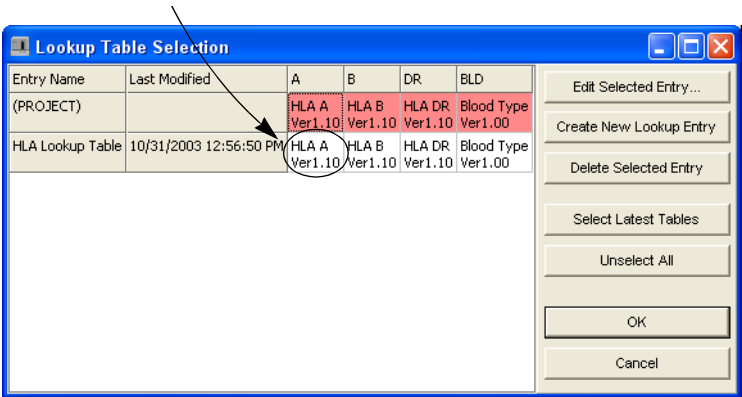 Lookup Table Selection
Entry Name Last Modified A B DR BLD
(PROJECT) HLA A HLA B HLA DR Blood Type
Ver1.10 Ver1.10 Ver1.10 Ver1.00
HLA Lookup Table 10/31/2003 12:56:50 PM HLA A HLA B HLA DR Blood Type
Ver1.10 Ver1.10 Ver1.10 Ver1.00
Edit Selected Entry...
Create New Lookup Entry
Delete Selected Entry
Select Latest Tables
Unselect All
OK
Cancel